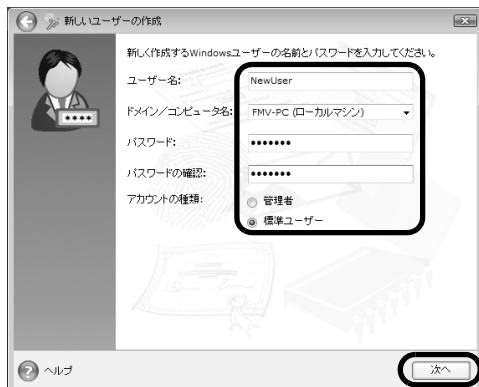 新しいユーザーの作成
新しく作成するWindowsユーザーの名前とパスワードを入力してください。
ユーザー名: NewUser
ドメイン/コンピュータ名: FMV-PC (ローカルマシン)
パスワード: •••••••
パスワードの確認: •••••••
アカウントの種類: 管理者
標準ユーザー
ヘルプ 次へ